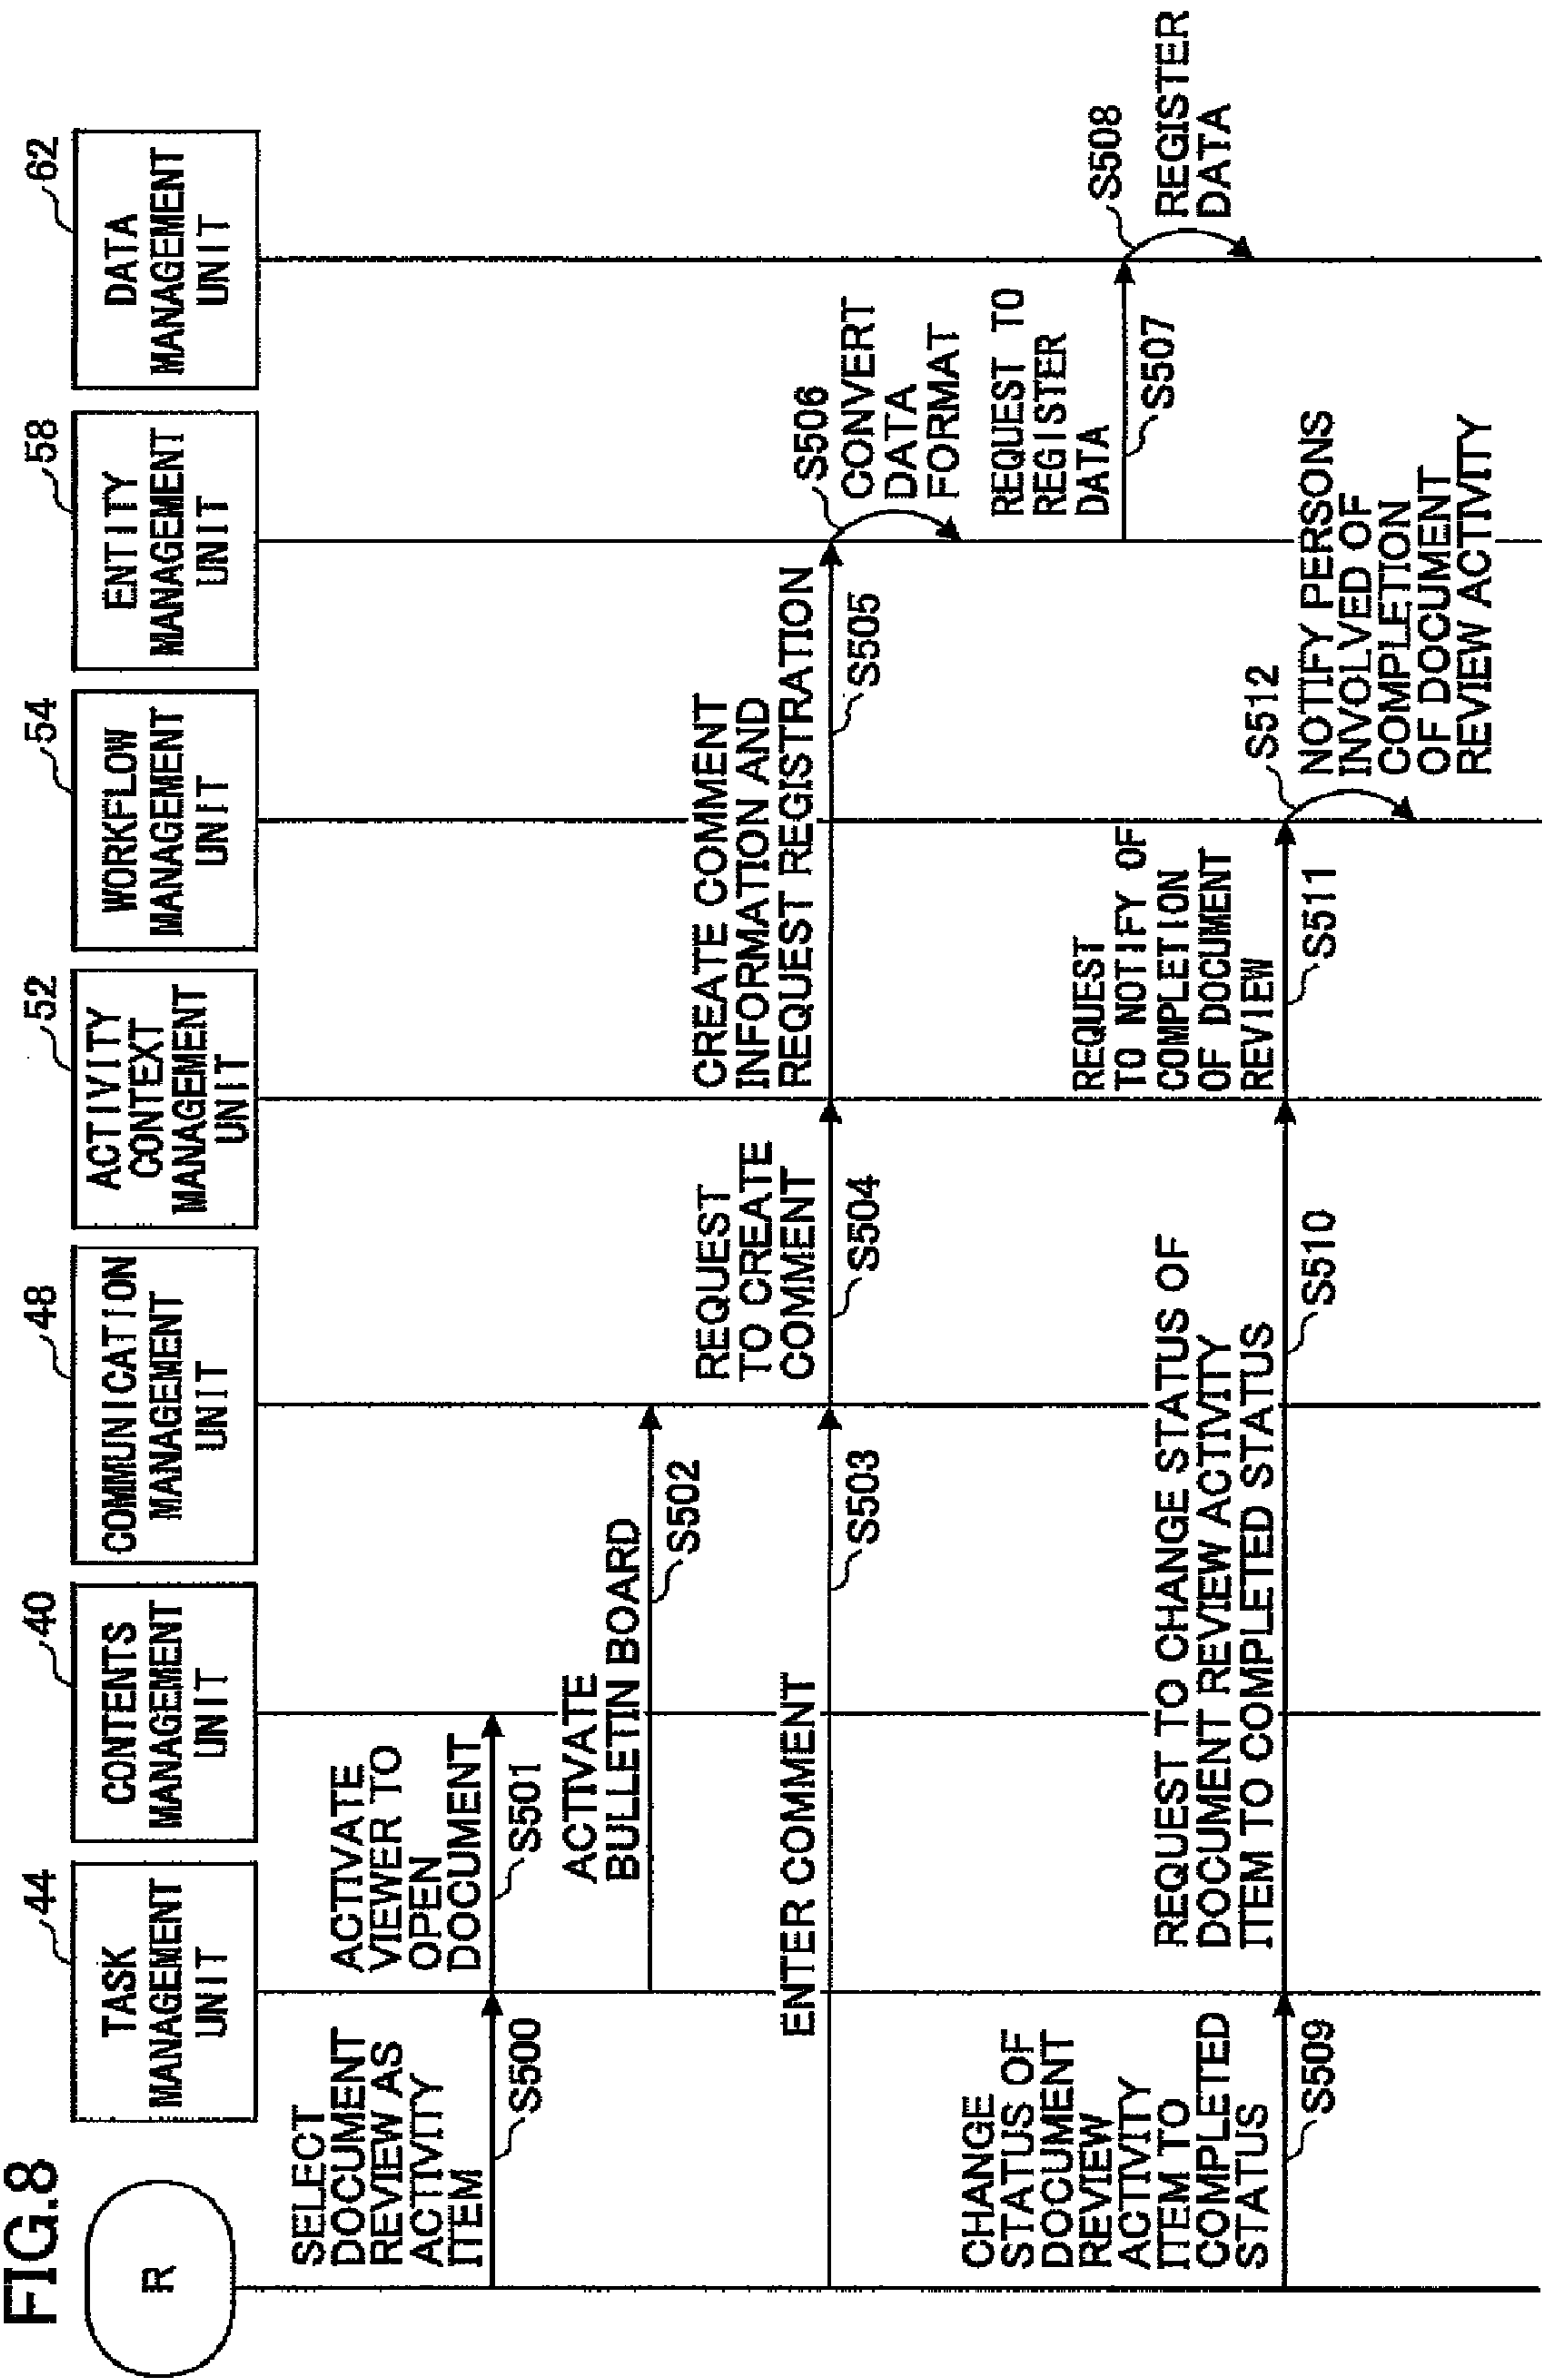 FIG.8
R
44
TASK
MANAGEMENT
UNIT
40
CONTENTS
MANAGEMENT
UNIT
48
COMMUNICATION
MANAGEMENT
UNIT
52
ACTIVITY
CONTEXT
MANAGEMENT
UNIT
54
WORKFLOW
MANAGEMENT
UNIT
58
ENTITY
MANAGEMENT
UNIT
62
DATA
MANAGEMENT
UNIT
SELECT
DOCUMENT
REVIEW AS
ACTIVITY
ITEM
S500
ACTIVATE
VIEWER TO
OPEN
DOCUMENT
S501
ACTIVATE
BULLETIN BOARD
S502
ENTER COMMENT
S503
REQUEST
TO CREATE
COMMENT
S504
CREATE COMMENT
INFORMATION AND
REQUEST REGISTRATION
S505
S506
CONVERT
DATA
FORMAT
REQUEST TO
REGISTER
DATA
S507
S508
REGISTER
DATA
CHANGE
STATUS OF
DOCUMENT
REVIEW
ACTIVITY
ITEM TO
COMPLETED
STATUS
S509
REQUEST TO CHANGE STATUS OF
DOCUMENT REVIEW ACTIVITY
ITEM TO COMPLETED STATUS
S510
REQUEST
TO NOTIFY OF
COMPLETION
OF DOCUMENT
REVIEW
S511
S512
NOTIFY PERSONS
INVOLVED OF
COMPLETION
OF DOCUMENT
REVIEW ACTIVITY